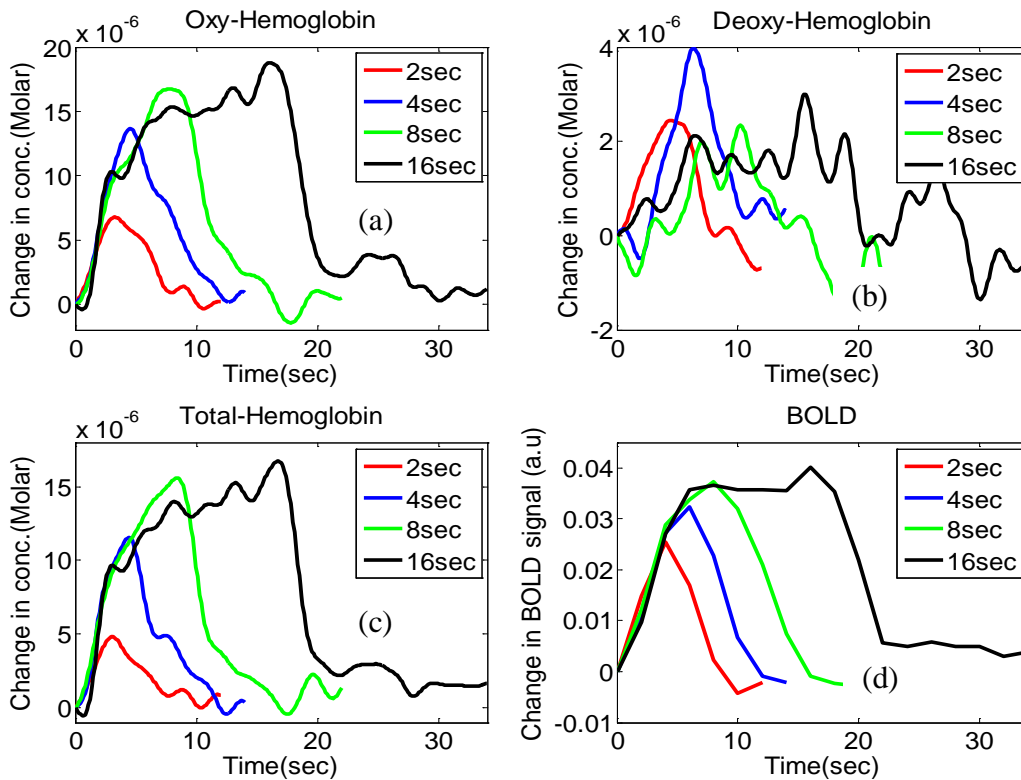 Oxy-Hemoglobin
x 10
-6
Change in conc.(Molar)
20
15
10
5
0
0
10
20
30
Time(sec)
2sec
4sec
8sec
16sec
(a)
Deoxy-Hemoglobin
x 10
-6
Change in conc.(Molar)
4
2
0
-2
0
10
20
30
Time(sec)
2sec
4sec
8sec
16sec
(b)
Total-Hemoglobin
x 10
-6
Change in conc.(Molar)
15
10
5
0
0
10
20
30
Time(sec)
2sec
4sec
8sec
16sec
(c)
BOLD
Change in BOLD signal (a.u)
0.04
0.03
0.02
0.01
0
-0.01
0
10
20
30
Time(sec)
2sec
4sec
8sec
16sec
(d)